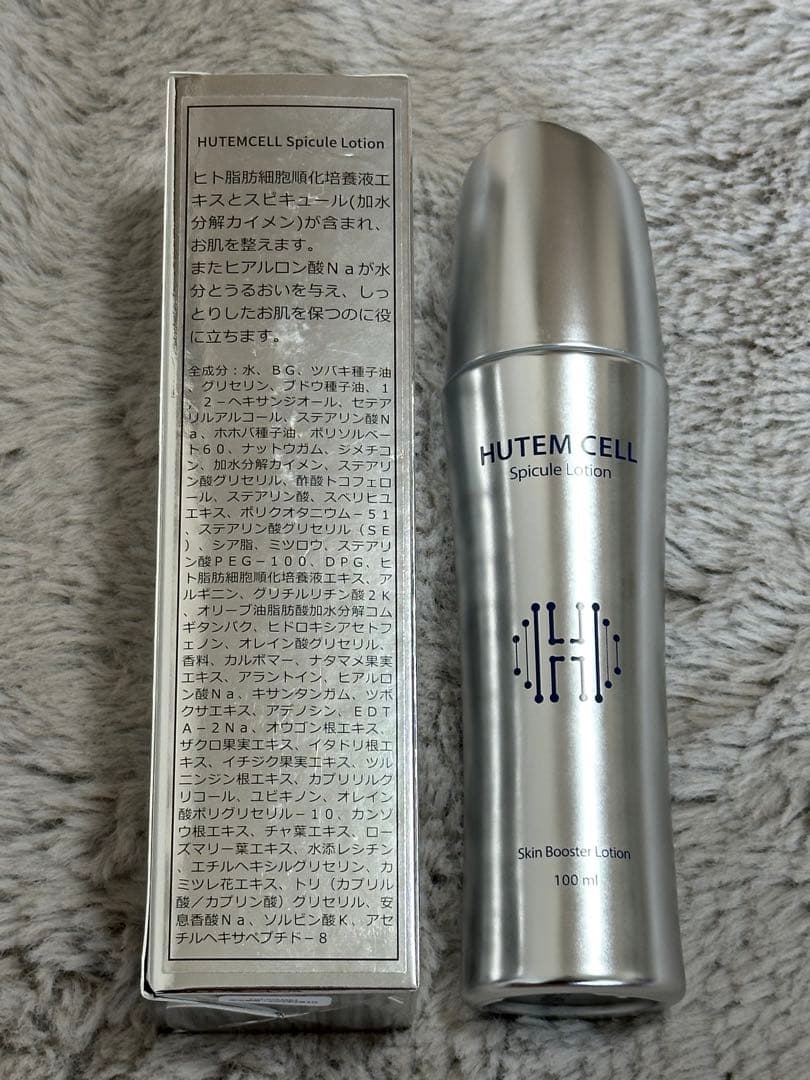 HUTEMCELL Spicule Lotion
ヒト脂肪細胞順化培養液エ
キスとスピキュール(加水
分解カイメン)が含まれ、
お肌を整えます。
またヒアルロン酸Ｎａが水
分とうるおいを与え、しっ
とりしたお肌を保つのに役
に立ちます。
全成分：水、ＢＧ、ツバキ種子油
、グリセリン、ブドウ種子油、１
，２－ヘキサンジオール、セテア
リルアルコール、ステアリン酸Ｎ
ａ、ホホバ種子油、ポリソルベー
ト６０、ナットウガム、ジメチコ
ン、加水分解カイメン、ステアリ
ン酸グリセリル、酢酸トコフェロ
ール、ステアリン酸、スベリヒユ
エキス、ポリクオタニウム－５１
、ステアリン酸グリセリル（ＳＥ
）、シア脂、ミツロウ、ステアリ
ン酸ＰＥＧ－１００、ＤＰＧ、ヒ
ト脂肪細胞順化培養液エキス、ア
ルギニン、グリチルリチン酸２Ｋ
、オリーブ油脂肪酸加水分解コム
ギタンパク、ヒドロキシアセトフ
ェノン、オレイン酸グリセリル、
香料、カルボマー、ナタマメ果実
エキス、アラントイン、ヒアルロ
ン酸Ｎａ、キサンタンガム、ツボ
クサエキス、アデノシン、ＥＤＴ
Ａ－２Ｎａ、オウゴン根エキス、
ザクロ果実エキス、イタドリ根エ
キス、イチジク果実エキス、ツル
ニンジン根エキス、カプリリルグ
リコール、ユビキノン、オレイン
酸ポリグリセリル－１０、カンゾ
ウ根エキス、チャ葉エキス、ロー
ズマリー葉エキス、水添レシチン
、エチルヘキシルグリセリン、カ
ミツレ花エキス、トリ（カプリル
酸／カプリン酸）グリセリル、安
息香酸Ｎａ、ソルビン酸Ｋ、アセ
チルヘキサペプチド－８
HUTEM CELL
Spicule Lotion
H
Skin Booster Lotion
100 ml